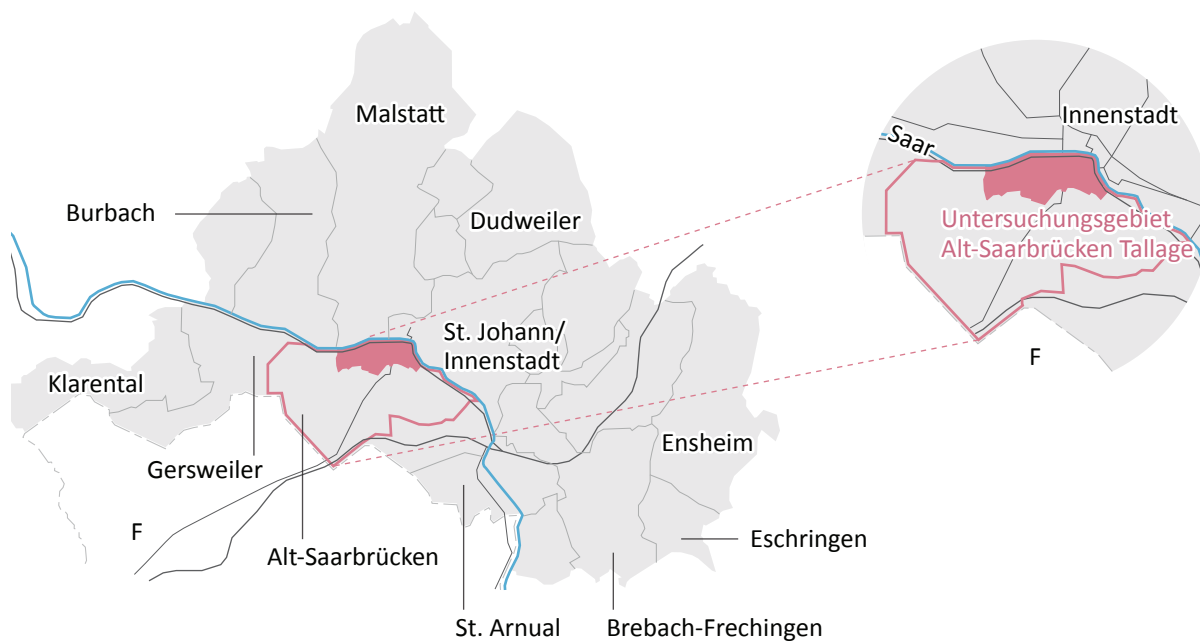 Malstatt
Innenstadt
Saar
Burbach
Dudweiler
Untersuchungsgebiet
Alt-Saarbrücken Tallage
St. Johann/
Innenstadt
F
Klarental
Ensheim
Gersweiler
F
Alt-Saarbrücken
Eschringen
St. Arnual
Brebach-Frechingen